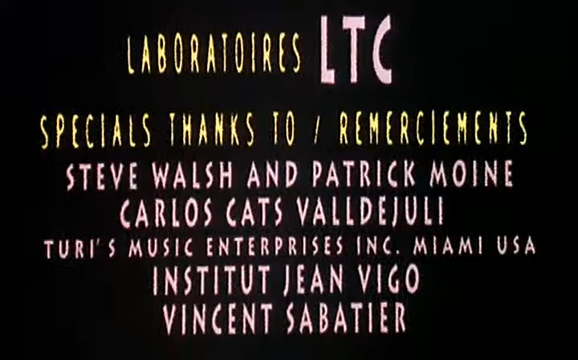 LABORATOIRES LTC
SPECIALS THANKS TO / REMERCIEMENTS
STEVE WALSH AND PATRICK MOINE
CARLOS CATS VALLDEJULI
TURI'S MUSIC ENTERPRISES INC. MIAMI USA
INSTITUT JEAN VIGO
VINCENT SABATIER